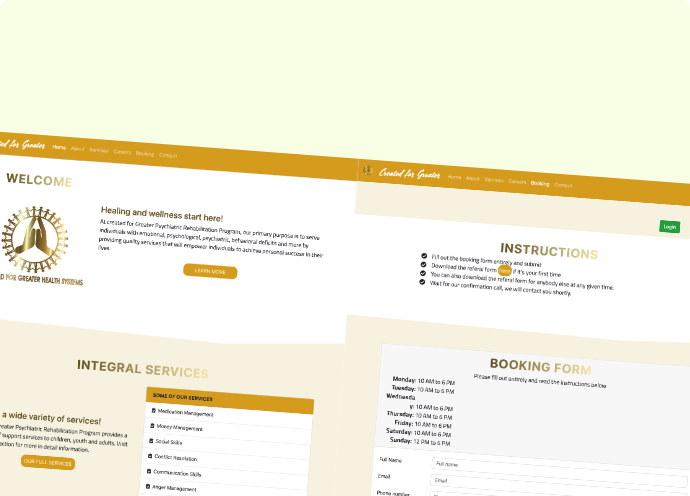 Created for Greater
Home About Services Careers Booking Contact
WELCOME
FOR GREATER HEALTH SYSTEMS
Healing and wellness start here!
At created for Greater Psychiatric Rehabilitation Program, our primary purpose is to serve
individuals with emotional, psychological, psychiatric, behavioral deficits and more by
providing quality services that will empower individuals to achieve personal success in their
lives.
LEARN MORE
INTEGRAL SERVICES
a wide variety of services!
Greater Psychiatric Rehabilitation Program provides a
support services to children, youth and adults. Visit
section for more in detail information.
OUR FULL SERVICES
SOME OF OUR SERVICES
Medication Management
Money Management
Social Skills
Conflict Resolution
Communication Skills
Anger Management
Created for Greater
Home About Services Careers Booking Contact
Login
INSTRUCTIONS
Fill out the booking form entirely and submit
Download the referal form here if it's your first time
You can also download the referal form for anybody else at any given time.
Wait for our confirmation call, we will contact you shortly.
BOOKING FORM
Please fill out entirely and read the instructions below
Monday: 10 AM to 6 PM
Tuesday: 10 AM to 6 PM
Wednesda
y: 10 AM to 6 PM
Thursday: 10 AM to 6 PM
Friday: 10 AM to 6 PM
Saturday: 10 AM to 6 PM
Sunday: 12 PM to 6 PM
Full Name Full name
Email Email
Phone number